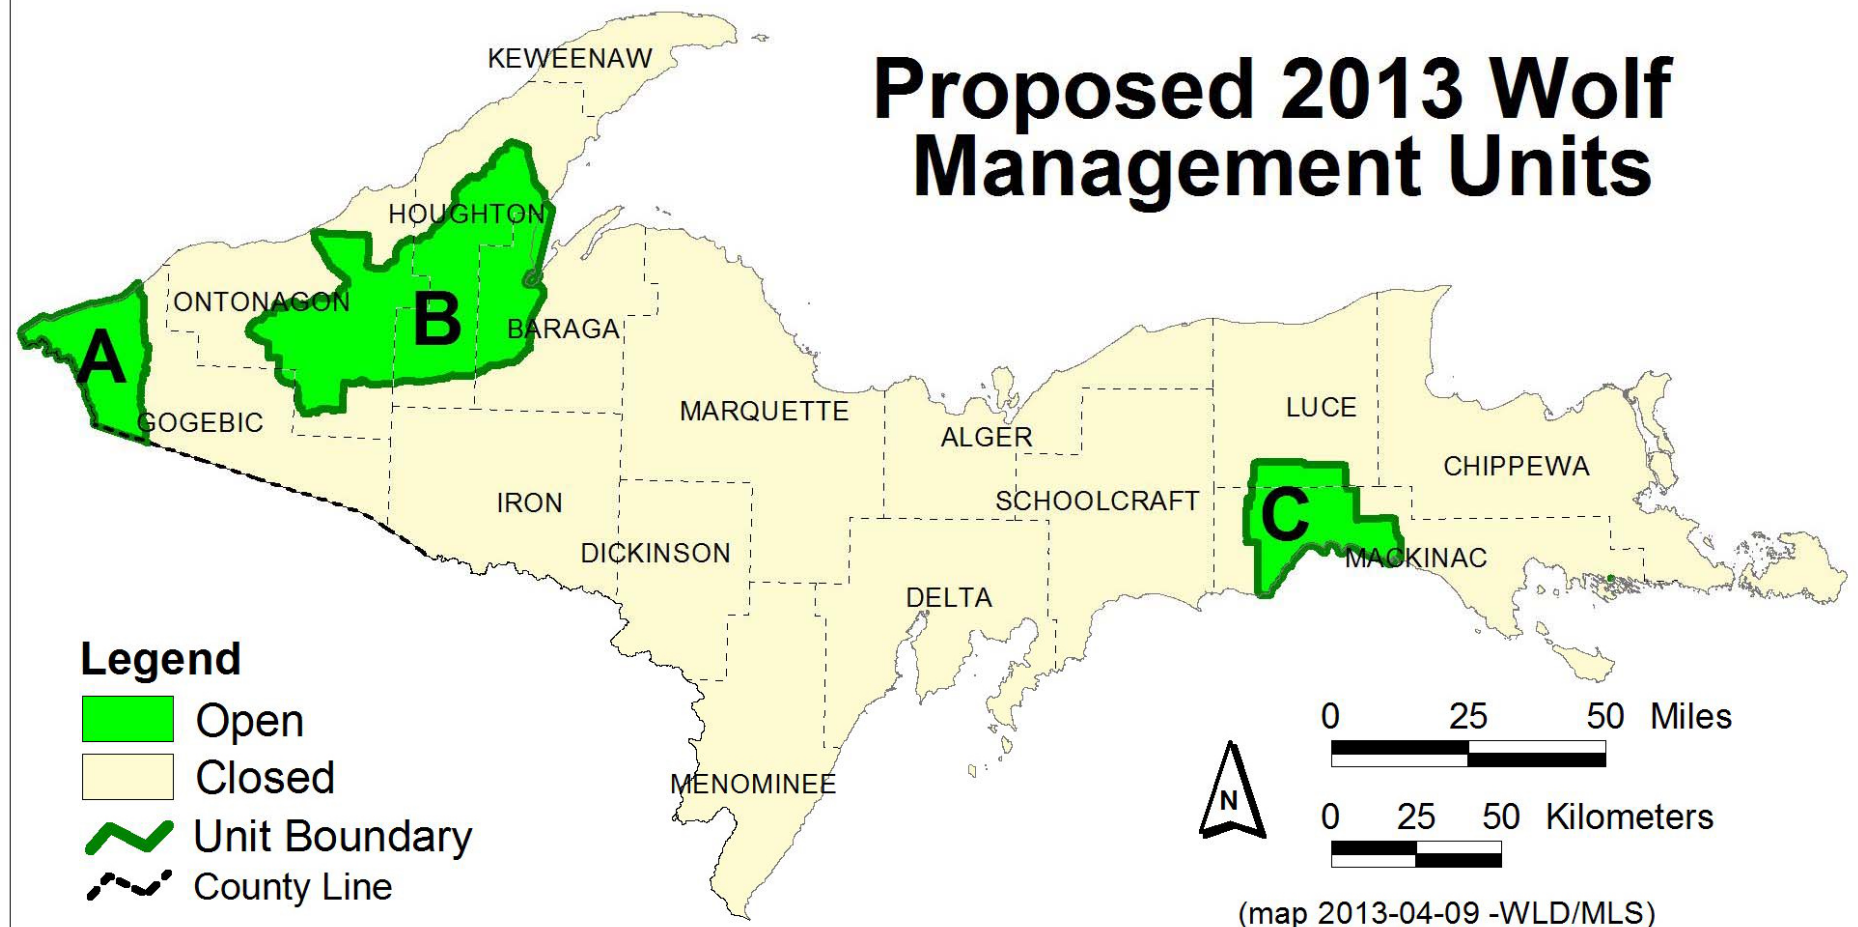 Proposed 2013 Wolf
Management Units
KEWEENAW
HOUGHTON
ONTONAGON
A
B
BARAGA
GOGEBIC
MARQUETTE
ALGER
LUCE
CHIPPEWA
IRON
SCHOOLCRAFT
C
DICKINSON
MACKINAC
DELTA
MENOMINEE
Legend
Open
Closed
Unit Boundary
County Line
0 25 50 Miles
N
0 25 50 Kilometers
(map 2013-04-09 -WLD/MLS)